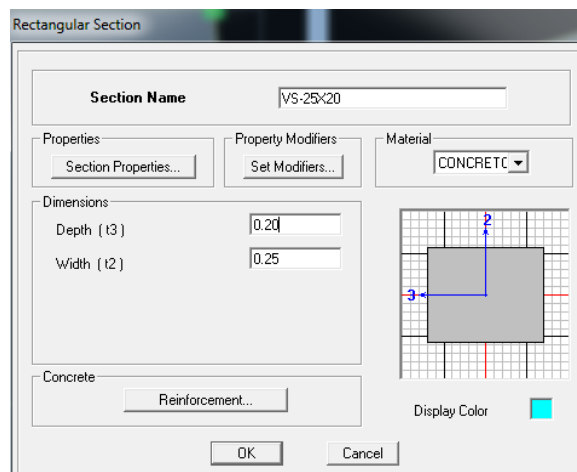 Rectangular Section
Section Name VS-25X20
Properties
Section Properties...
Property Modifiers
Set Modifiers...
Material
CONCRETC
Dimensions
Depth ( t3 ) 0.20
Width ( t2 ) 0.25
2
3
Concrete
Reinforcement...
Display Color
OK Cancel